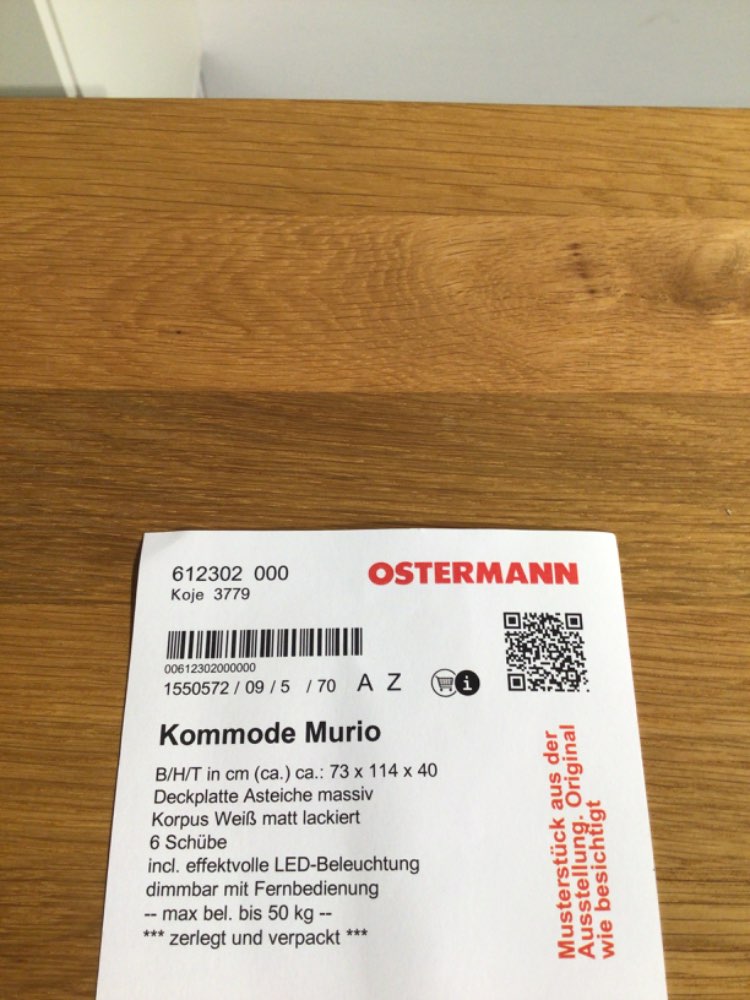 612302 000
OSTERMANN
Koje 3779
00612302000000
1550572 / 09 / 5 / 70 A Z
i
Kommode Murio
B/H/T in cm (ca.) ca.: 73 x 114 x 40
Deckplatte Asteiche massiv
Korpus Weiß matt lackiert
6 Schübe
incl. effektvolle LED-Beleuchtung
dimmbar mit Fernbedienung
-- max bel. bis 50 kg --
*** zerlegt und verpackt ***
Musterstück aus der
Ausstellung. Original
wie besichtigt